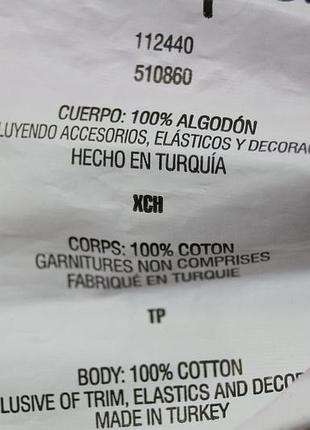 112440
510860
CUERPO: 100% ALGODÓN
LUYENDO ACCESORIOS, ELÁSTICOS Y DECORA
HECHO EN TURQUÍA
XCH
CORPS: 100% COTON
GARNITURES NON COMPRISES
FABRIQUÉ EN TURQUIE
TP
BODY: 100% COTTON
LUSIVE OF TRIM, ELASTICS AND DECOR
MADE IN TURKEY